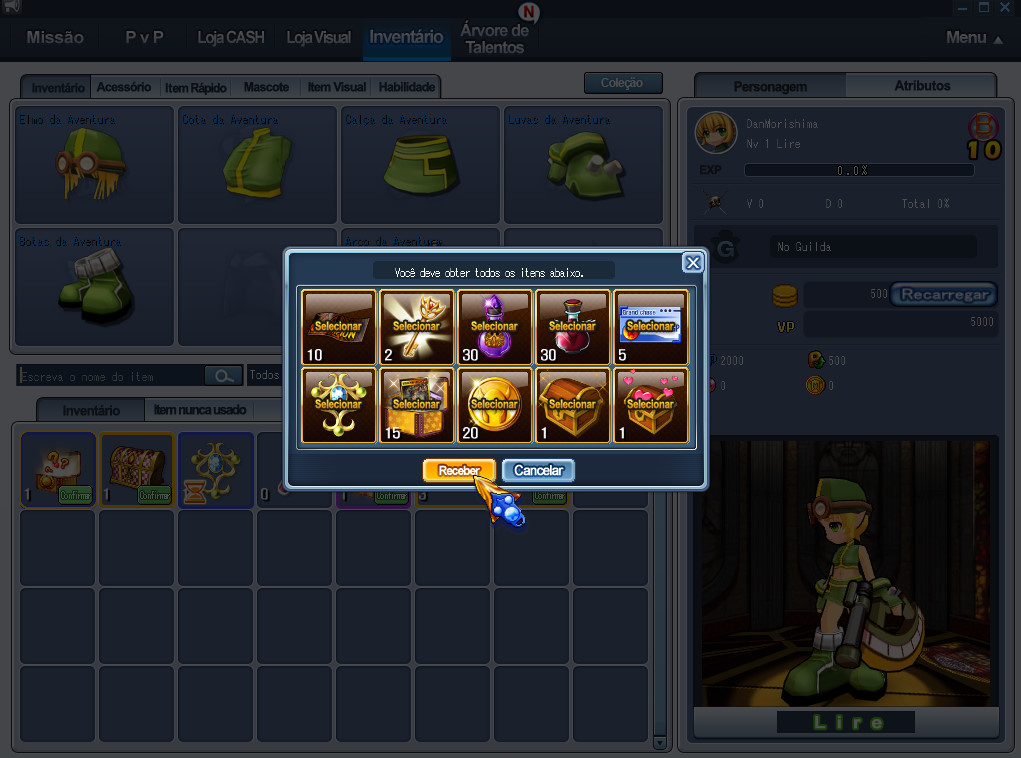 N
Missão
P v P
Loja CASH
Loja Visual
Inventário
Árvore de
Talentos
Menu
Inventário
Acessório
Item Rápido
Mascote
Item Visual
Habilidade
Coleção
Personagem
Atributos
Elmo da Aventura
Cota da Aventura
Calça da Aventura
Luvas da Aventura
DanMorishima
Nv 1 Lire
B
10
EXP
0.0%
V 0
D 0
Total 0%
Botas da Aventura
Arco da Aventura
G
No Guilda
Você deve obter todos os itens abaixo.
500
Recarregar
VP
5000
Selecionar
10
Selecionar
2
Selecionar
30
Selecionar
30
Grand chase
Selecionar
5
2000
500
0
0
Escreva o nome do item
Todos
Selecionar
Selecionar
15
Selecionar
20
Selecionar
1
Selecionar
1
Inventário
Item nunca usado
Receber
Cancelar
1
Confirmar
1
Confirmar
0
Lire